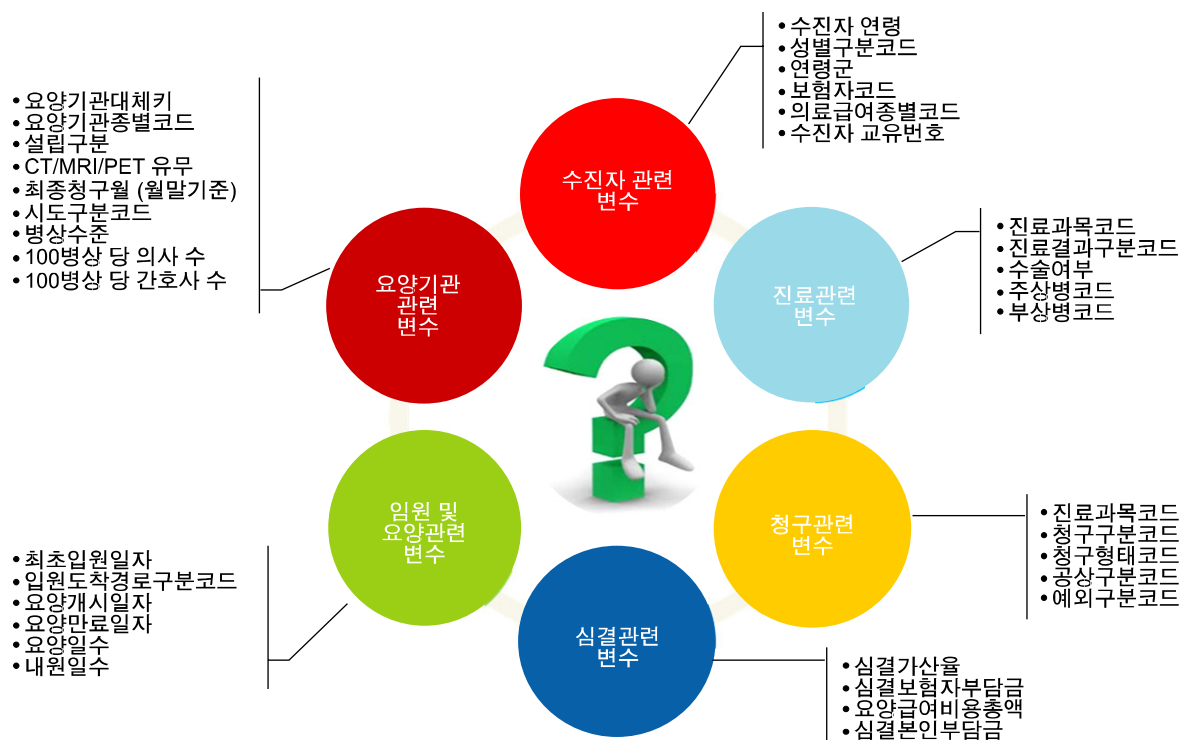 • 수진자 연령
• 성별구분코드
• 연령군
• 보험자코드
• 의료급여종별코드
• 수진자 교유번호
수진자 관련
변수
• 요양기관대체키
• 요양기관종별코드
• 설립구분
• CT/MRI/PET 유무
• 최종청구월 (월말기준)
• 시도구분코드
• 병상수준
• 100병상 당 의사 수
• 100병상 당 간호사 수
요양기관
관련
변수
• 진료과목코드
• 진료결과구분코드
• 수술여부
• 주상병코드
• 부상병코드
진료관련
변수
임원 및
요양관련
변수
• 최초입원일자
• 입원도착경로구분코드
• 요양개시일자
• 요양만료일자
• 요양일수
• 내원일수
청구관련
변수
• 진료과목코드
• 청구구분코드
• 청구형태코드
• 공상구분코드
• 예외구분코드
심결관련
변수
• 심결가산율
• 심결보험자부담금
• 요양급여비용총액
• 심결본인부담금